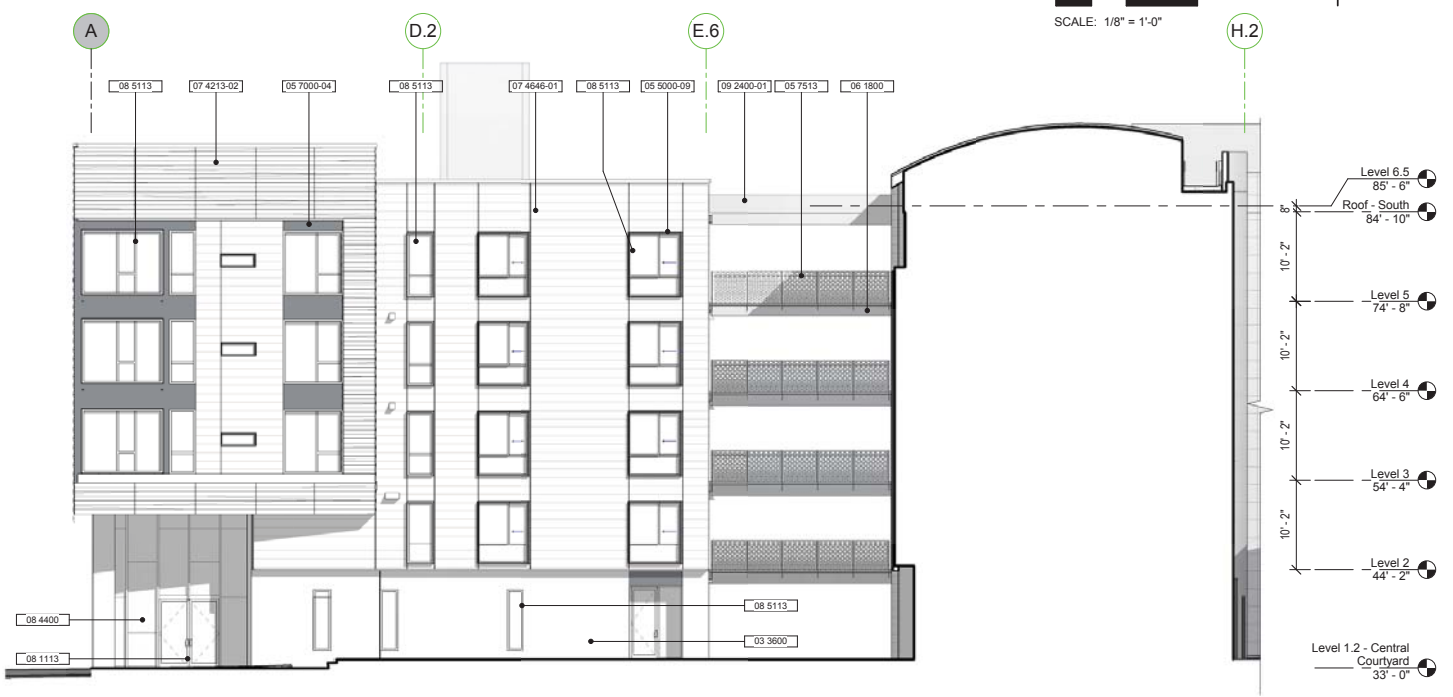 SCALE: 1/8" = 1'-0"
A
D.2
E.6
H.2
08 5113
07 4213-02
05 7000-04
08 5113
07 4646-01
08 5113
05 5000-09
09 2400-01
05 7513
06 1800
Level 6.5
85' - 6"
8"
Roof - South
84' - 10"
10' - 2"
Level 5
74' - 8"
10' - 2"
Level 4
64' - 6"
10' - 2"
Level 3
54' - 4"
10' - 2"
Level 2
44' - 2"
08 5113
08 4400
03 3600
08 1113
Level 1.2 - Central
Courtyard
33' - 0"